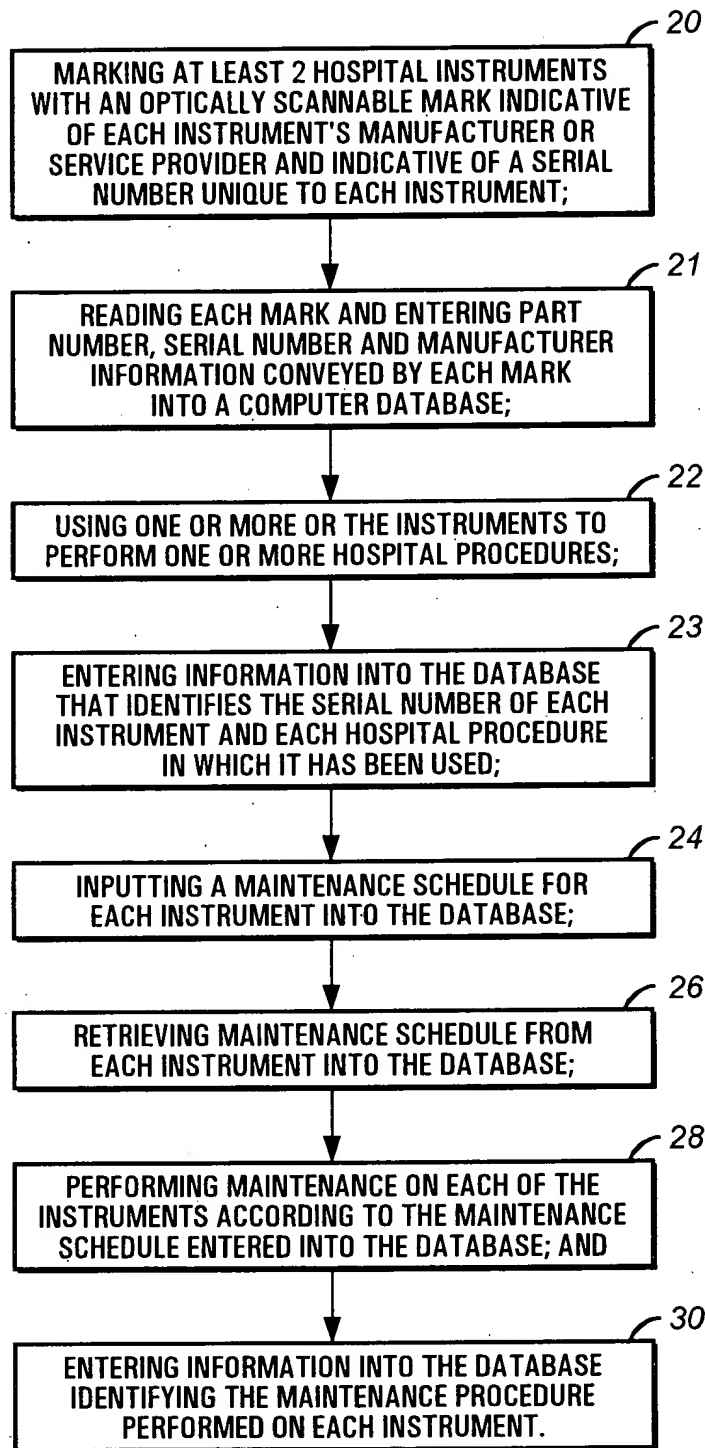 20
MARKING AT LEAST 2 HOSPITAL INSTRUMENTS
WITH AN OPTICALLY SCANNABLE MARK INDICATIVE
OF EACH INSTRUMENT'S MANUFACTURER OR
SERVICE PROVIDER AND INDICATIVE OF A SERIAL
NUMBER UNIQUE TO EACH INSTRUMENT;
21
READING EACH MARK AND ENTERING PART
NUMBER, SERIAL NUMBER AND MANUFACTURER
INFORMATION CONVEYED BY EACH MARK
INTO A COMPUTER DATABASE;
22
USING ONE OR MORE OR THE INSTRUMENTS TO
PERFORM ONE OR MORE HOSPITAL PROCEDURES;
23
ENTERING INFORMATION INTO THE DATABASE
THAT IDENTIFIES THE SERIAL NUMBER OF EACH
INSTRUMENT AND EACH HOSPITAL PROCEDURE
IN WHICH IT HAS BEEN USED;
24
INPUTTING A MAINTENANCE SCHEDULE FOR
EACH INSTRUMENT INTO THE DATABASE;
26
RETRIEVING MAINTENANCE SCHEDULE FROM
EACH INSTRUMENT INTO THE DATABASE;
28
PERFORMING MAINTENANCE ON EACH OF THE
INSTRUMENTS ACCORDING TO THE MAINTENANCE
SCHEDULE ENTERED INTO THE DATABASE; AND
30
ENTERING INFORMATION INTO THE DATABASE
IDENTIFYING THE MAINTENANCE PROCEDURE
PERFORMED ON EACH INSTRUMENT.